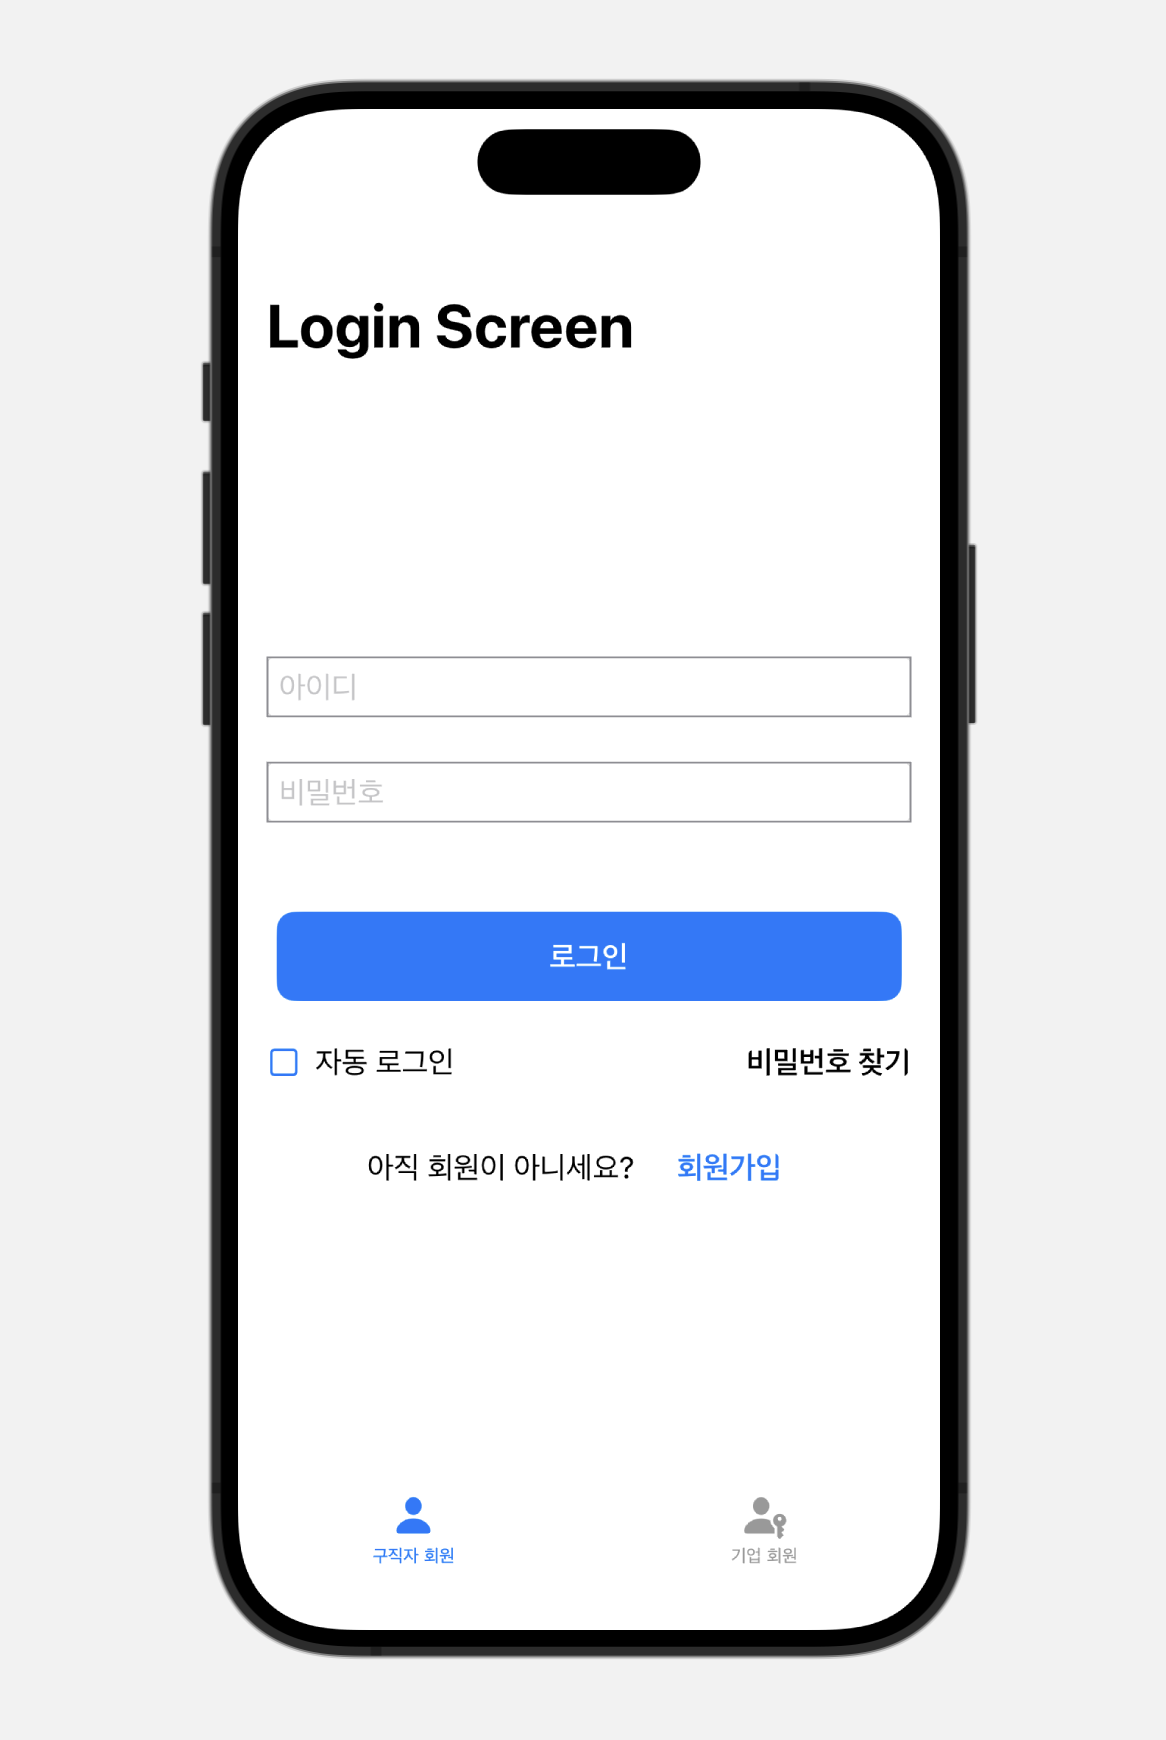 Login Screen
아이디
비밀번호
로그인
자동 로그인 비밀번호 찾기
아직 회원이 아니세요? 회원가입
구직자 회원 기업 회원